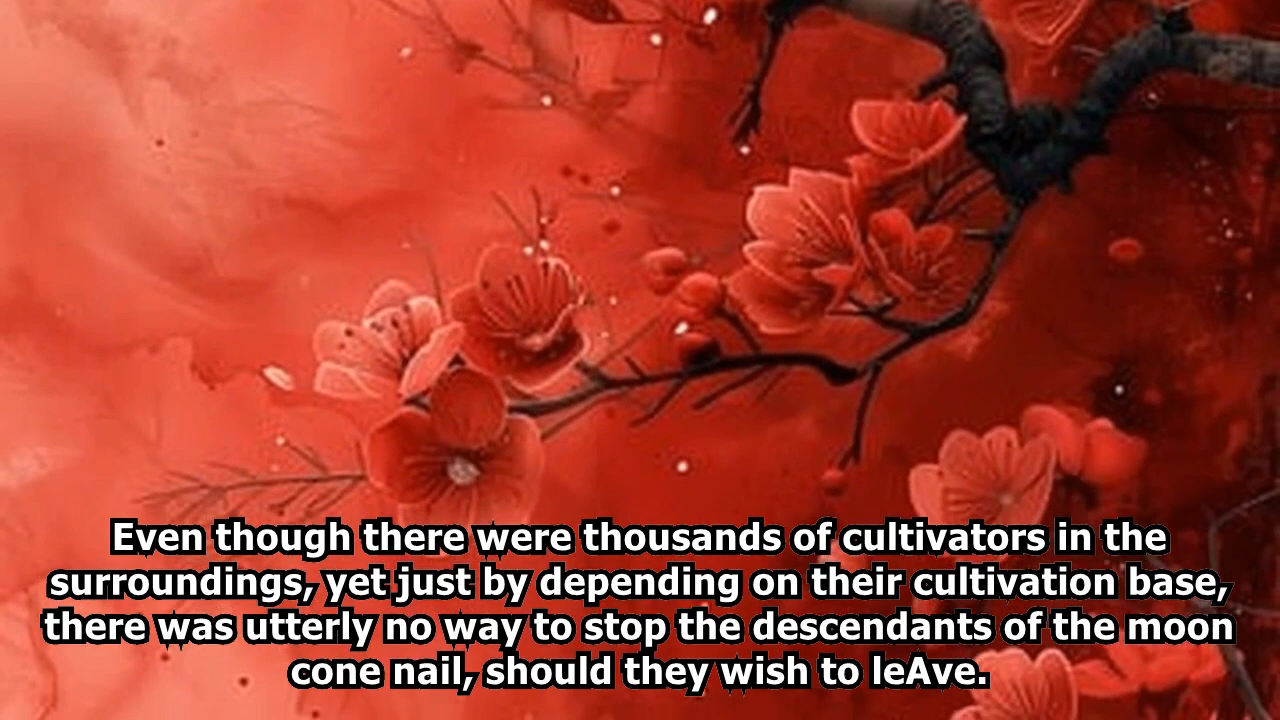 Even though there were thousands of cultivators in the
surroundings, yet just by depending on their cultivation base,
there was utterly no way to stop the descendants of the moon
cone nail, should they wish to leAve.